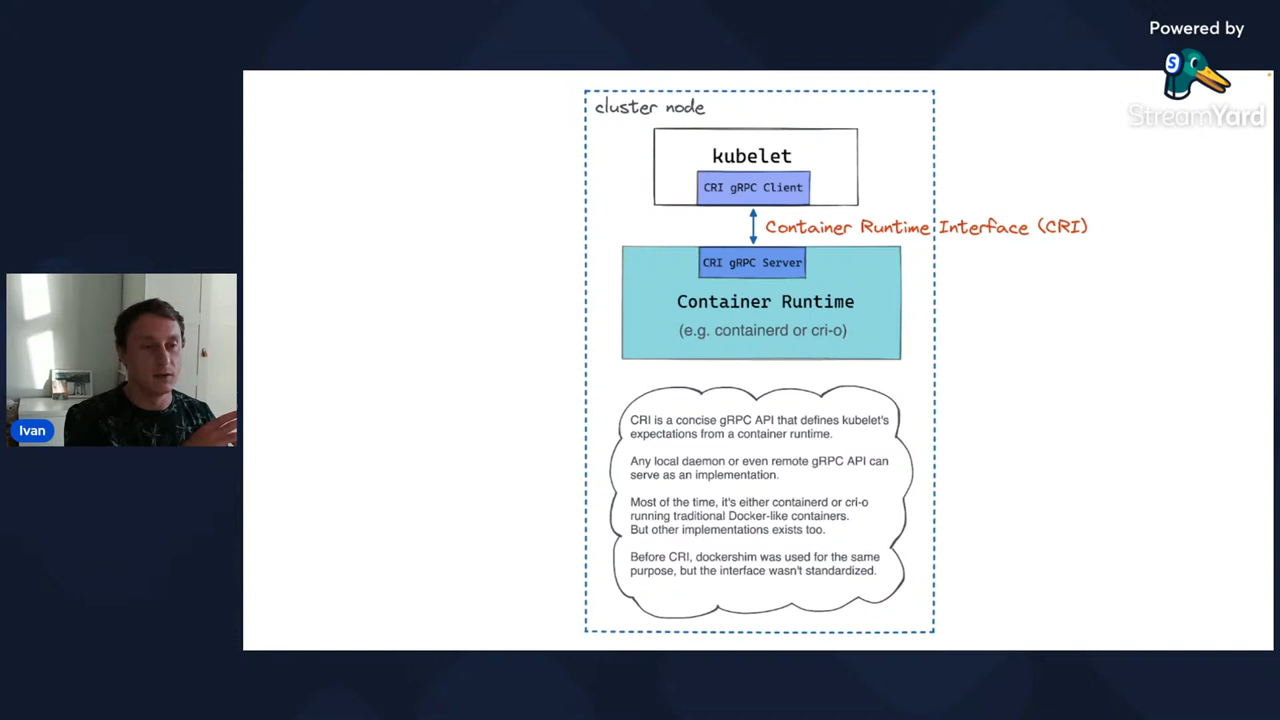 Powered by
StreamYard
cluster node
kubelet
CRI gRPC Client
Container Runtime Interface (CRI)
CRI gRPC Server
Container Runtime
(e.g. containerd or cri-o)
CRI is a concise gRPC API that defines kubelet's
expectations from a container runtime.
Any local daemon or even remote gRPC API can
serve as an implementation.
Most of the time, it's either containerd or cri-o
running traditional Docker-like containers.
But other implementations exists too.
Before CRI, dockershim was used for the same
purpose, but the interface wasn't standardized.
S
Ivan